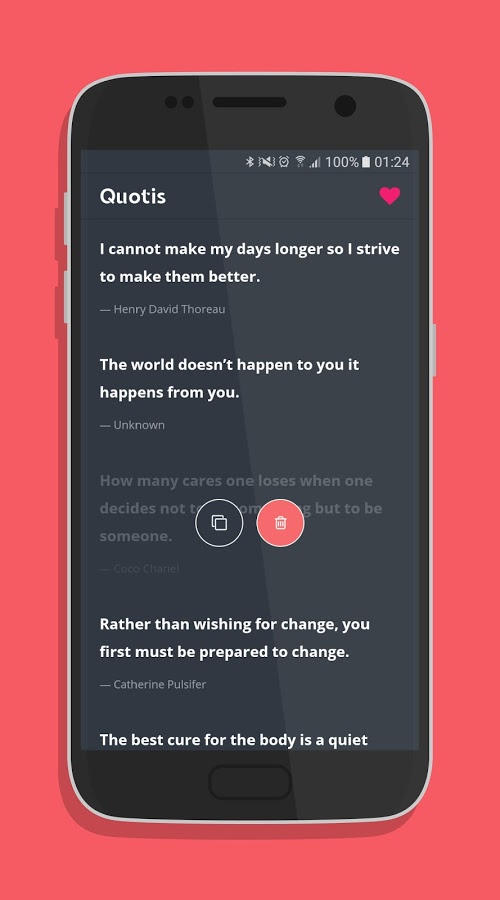 100% 01:24
Quotis
I cannot make my days longer so I strive
to make them better.
— Henry David Thoreau
The world doesn’t happen to you it
happens from you.
— Unknown
How many cares one loses when one
decides not to but to be
someone.
— Coco Chanel
Rather than wishing for change, you
first must be prepared to change.
— Catherine Pulsifer
The best cure for the body is a quiet